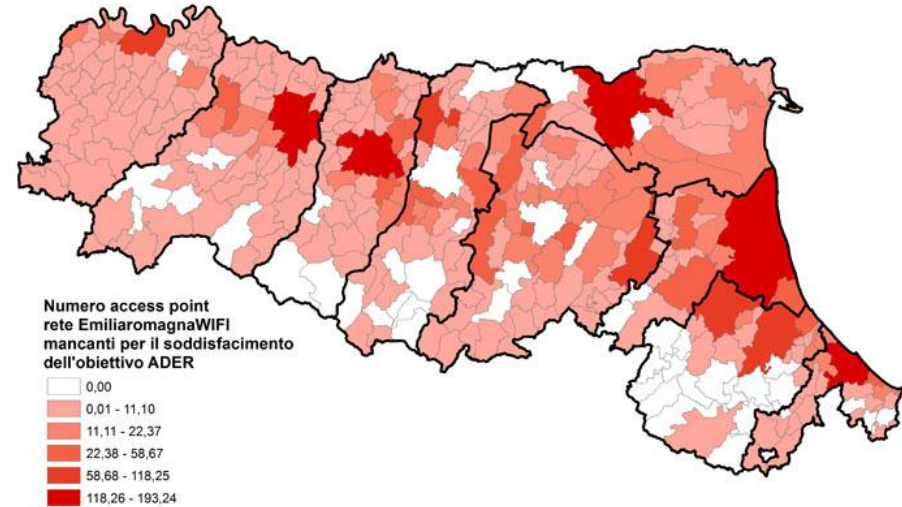 Numero access point
rete EmiliaromagnaWIFI
mancanti per il soddisfacimento
dell'obiettivo ADER
0,00
0,01 - 11,10
11,11 - 22,37
22,38 - 58,67
58,68 - 118,25
118,26 - 193,24